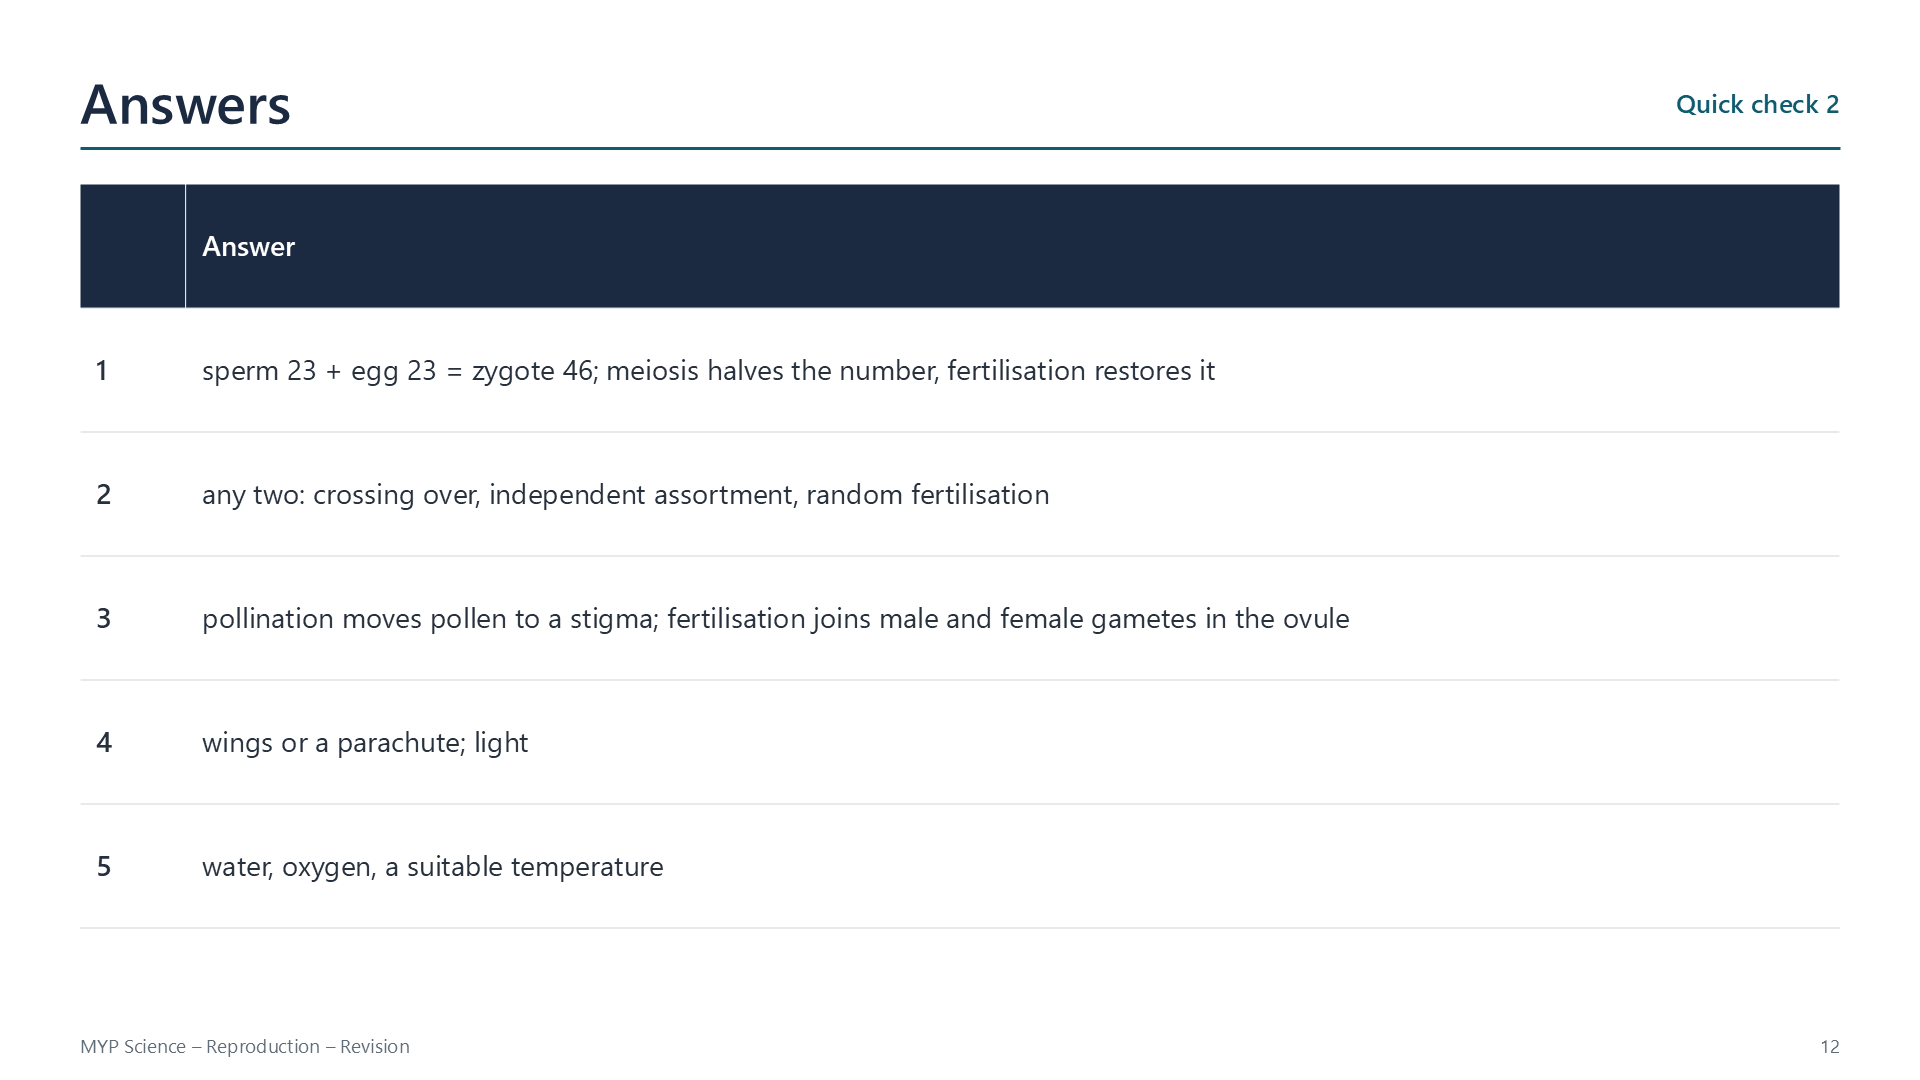 Answers
Quick check 2
Answer
1 sperm 23 + egg 23 = zygote 46; meiosis halves the number, fertilisation restores it
2 any two: crossing over, independent assortment, random fertilisation
3 pollination moves pollen to a stigma; fertilisation joins male and female gametes in the ovule
4 wings or a parachute; light
5 water, oxygen, a suitable temperature
MYP Science – Reproduction – Revision
12